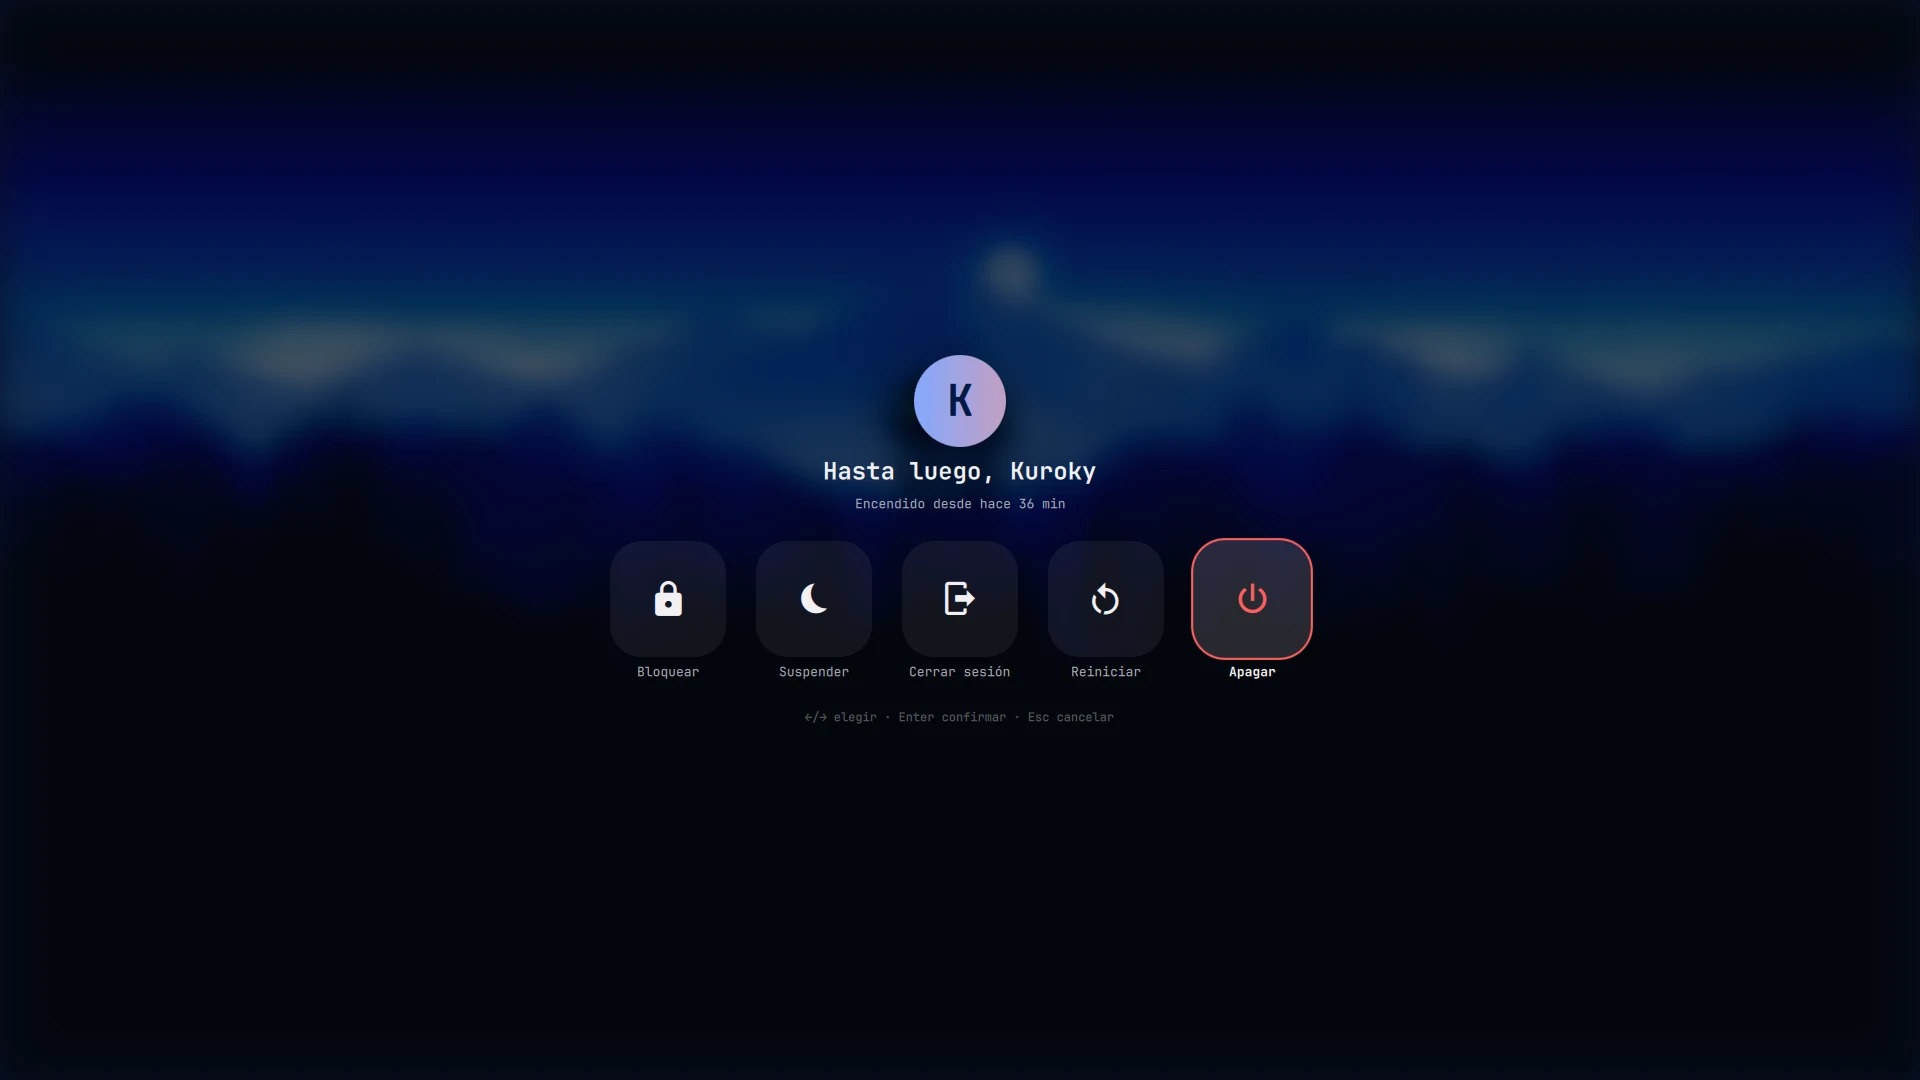 K
Hasta luego, Kuroky
Encendido desde hace 36 min
Bloquear Suspender Cerrar sesión Reiniciar Apagar
←/→ elegir · Enter confirmar · Esc cancelar